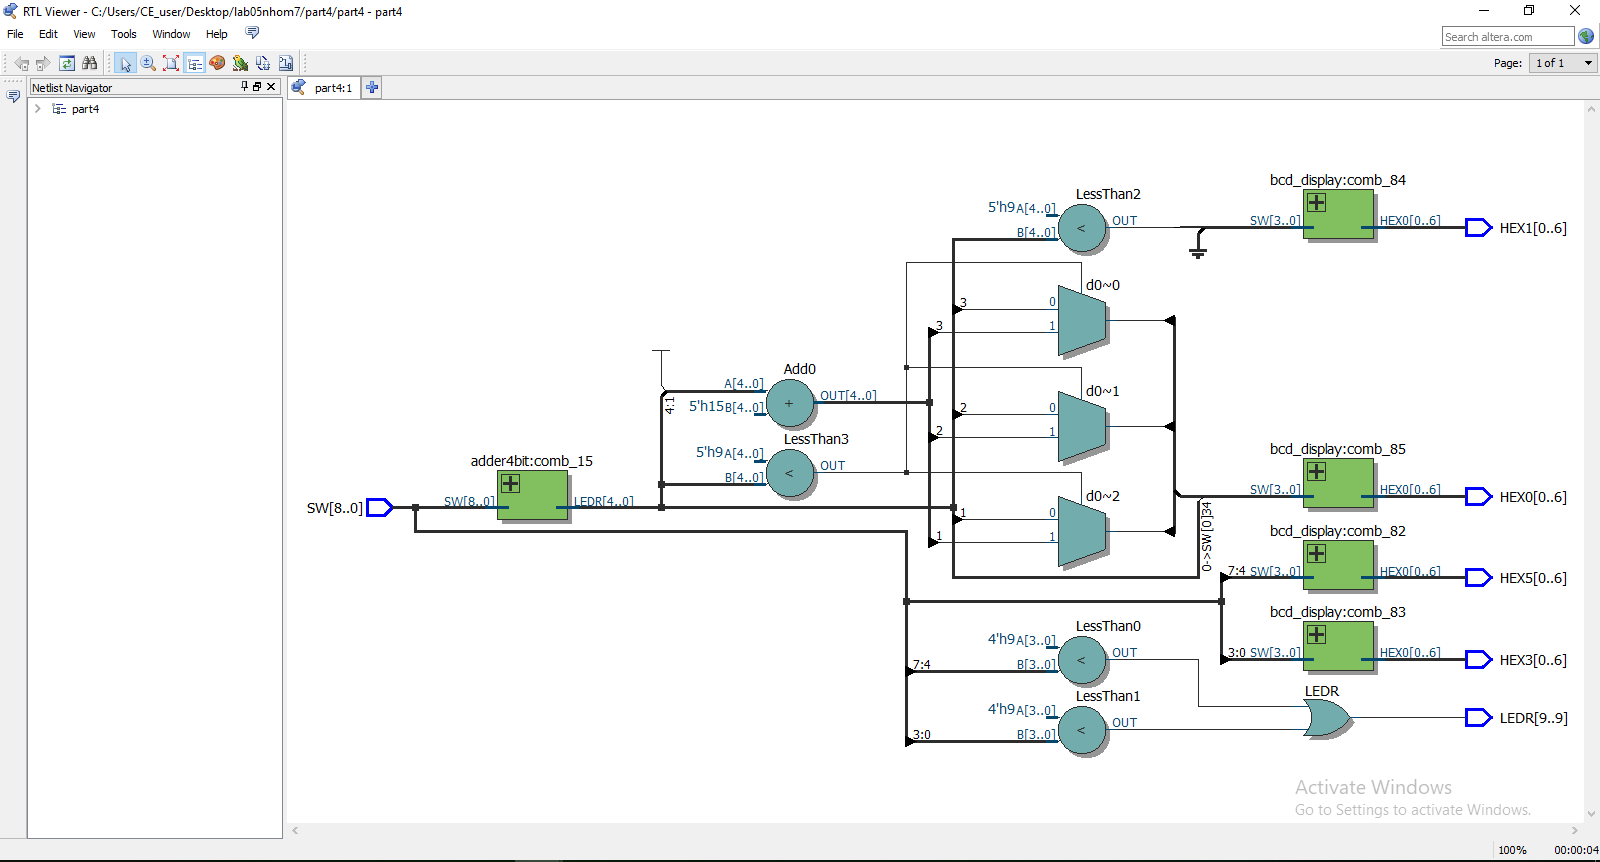 RTL Viewer - C:/Users/CE_user/Desktop/lab05nhom7/part4/part4 - part4
File Edit View Tools Window Help
Search altera.com
Page: 1 of 1
Netlist Navigator
part4
part4:1
bcd_display:comb_84
LessThan2
5'h9 A[4..0]
OUT
SW[3..0]
HEX0[0..6]
HEX1[0..6]
B[4..0]
<
d0~0
3
0
3
1
Add0
A[4..0]
OUT[4..0]
4:1
5'h15 B[4..0]
+
d0~1
2
0
2
1
LessThan3
5'h9 A[4..0]
OUT
B[4..0]
<
bcd_display:comb_85
SW[3..0]
HEX0[0..6]
HEX0[0..6]
adder4bit:comb_15
SW[8..0]
SW[8..0]
LEDR[4..0]
d0~2
1
0
1
1
0->SW[0]34
bcd_display:comb_82
7:4 SW[3..0]
HEX0[0..6]
HEX5[0..6]
bcd_display:comb_83
3:0 SW[3..0]
HEX0[0..6]
HEX3[0..6]
LessThan0
4'h9 A[3..0]
OUT
7:4
B[3..0]
<
LessThan1
4'h9 A[3..0]
OUT
3:0
B[3..0]
<
LEDR
LEDR[9..9]
Activate Windows
Go to Settings to activate Windows.
100% 00:00:04